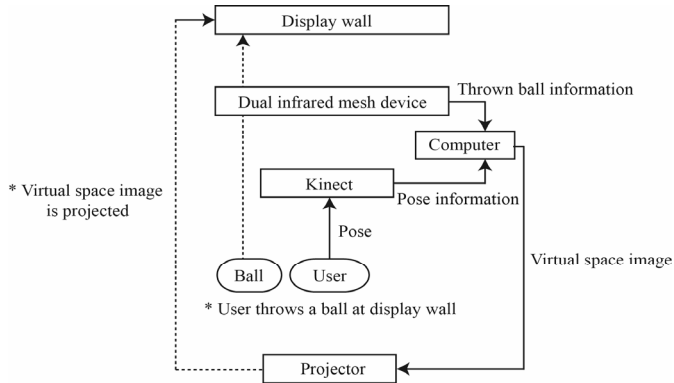 Display wall
Dual infrared mesh device
Thrown ball information
Computer
Kinect
Pose information
* Virtual space image
is projected
Pose
Virtual space image
Ball
User
* User throws a ball at display wall
Projector